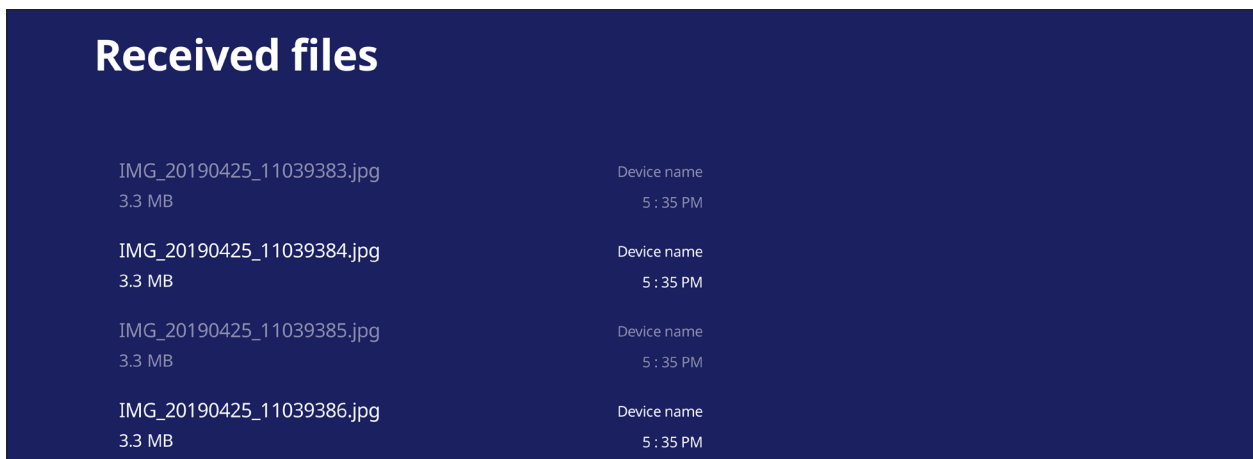 Received files
IMG_20190425_11039383.jpg Device name
3.3 MB 5 : 35 PM
IMG_20190425_11039384.jpg Device name
3.3 MB 5 : 35 PM
IMG_20190425_11039385.jpg Device name
3.3 MB 5 : 35 PM
IMG_20190425_11039386.jpg Device name
3.3 MB 5 : 35 PM